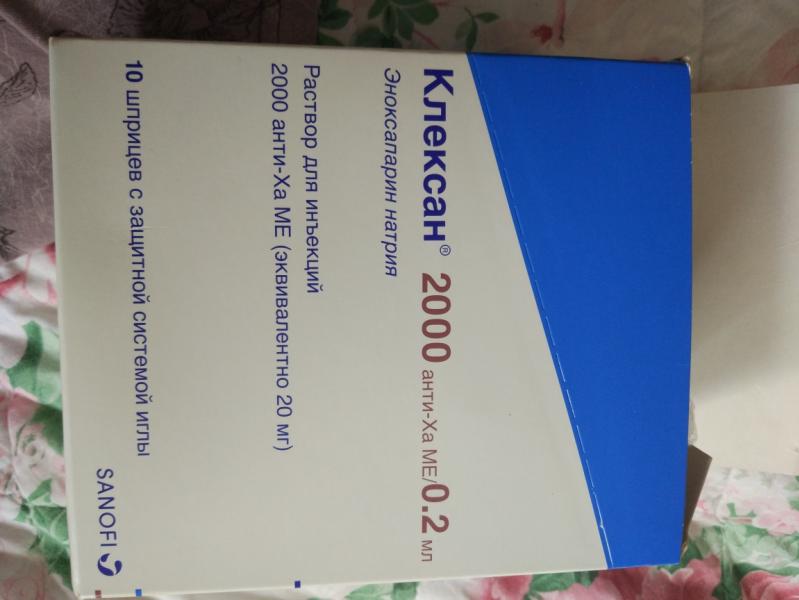 Клексан® 2000 анти-Ха МЕ/0.2 мл
Эноксапарин натрия
Раствор для инъекций
2000 анти-Ха МЕ (эквивалентно 20 мг)
10 шприцев с защитной системой иглы
SANOFI